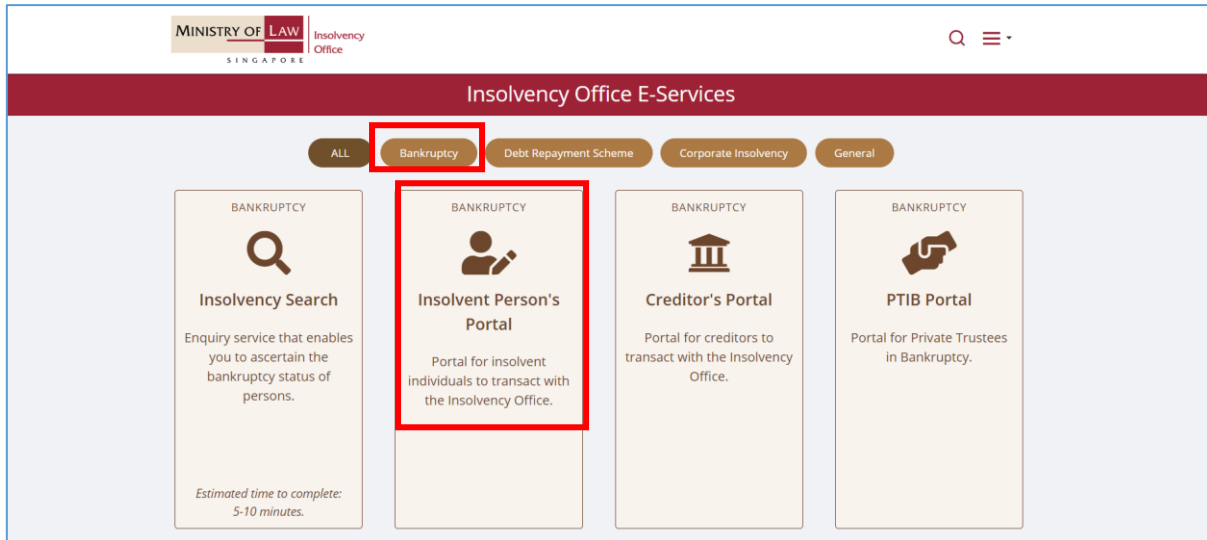 MINISTRY OF LAW
Insolvency
Office
SINGAPORE
Insolvency Office E-Services
ALL
Bankruptcy
Debt Repayment Scheme
Corporate Insolvency
General
BANKRUPTCY
Insolvency Search
Enquiry service that enables
you to ascertain the
bankruptcy status of
persons.
Estimated time to complete:
5-10 minutes.
BANKRUPTCY
Insolvent Person's
Portal
Portal for insolvent
individuals to transact with
the Insolvency Office.
BANKRUPTCY
Creditor's Portal
Portal for creditors to
transact with the Insolvency
Office.
BANKRUPTCY
PTIB Portal
Portal for Private Trustees
in Bankruptcy.